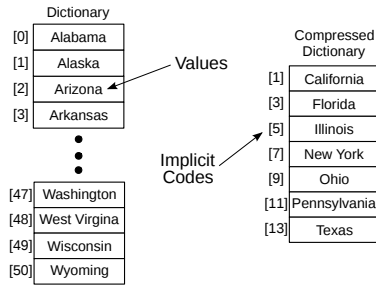 Dictionary
[0] Alabama
[1] Alaska
[2] Arizona
[3] Arkansas
[47] Washington
[48] West Virgina
[49] Wisconsin
[50] Wyoming
Values
Implicit
Codes
Compressed
Dictionary
[1] California
[3] Florida
[5] Illinois
[7] New York
[9] Ohio
[11] Pennsylvania
[13] Texas